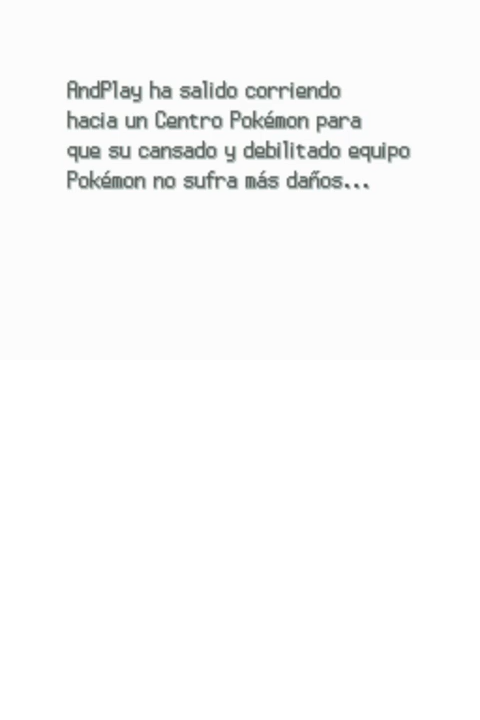 AndPlay ha salido corriendo
hacia un Centro Pokémon para
que su cansado y debilitado equipo
Pokémon no sufra más daños...